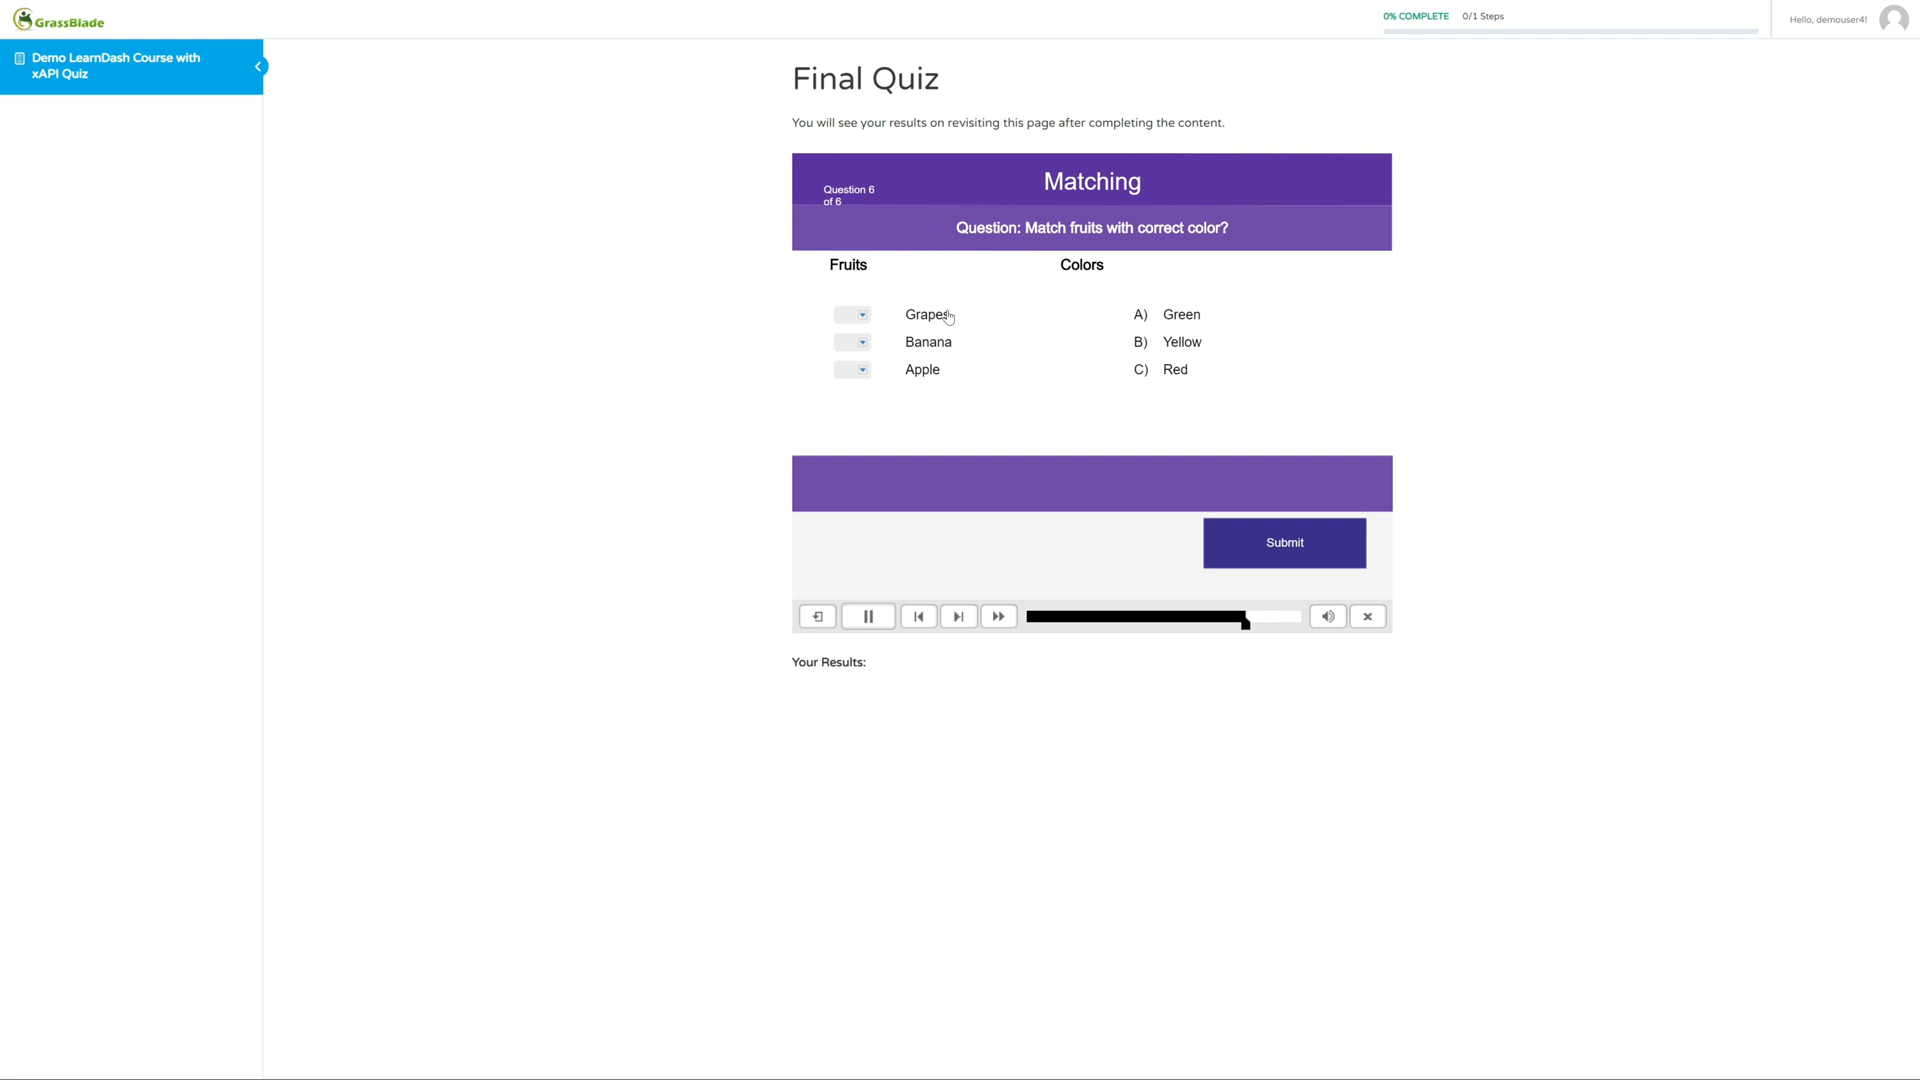 GrassBlade
0% COMPLETE 0/1 Steps
Hello, demouser4!
Demo LearnDash Course with
xAPI Quiz
Final Quiz
You will see your results on revisiting this page after completing the content.
Question 6
of 6
Matching
Question: Match fruits with correct color?
Fruits Colors
Grapes A) Green
Banana B) Yellow
Apple C) Red
Submit
Your Results: